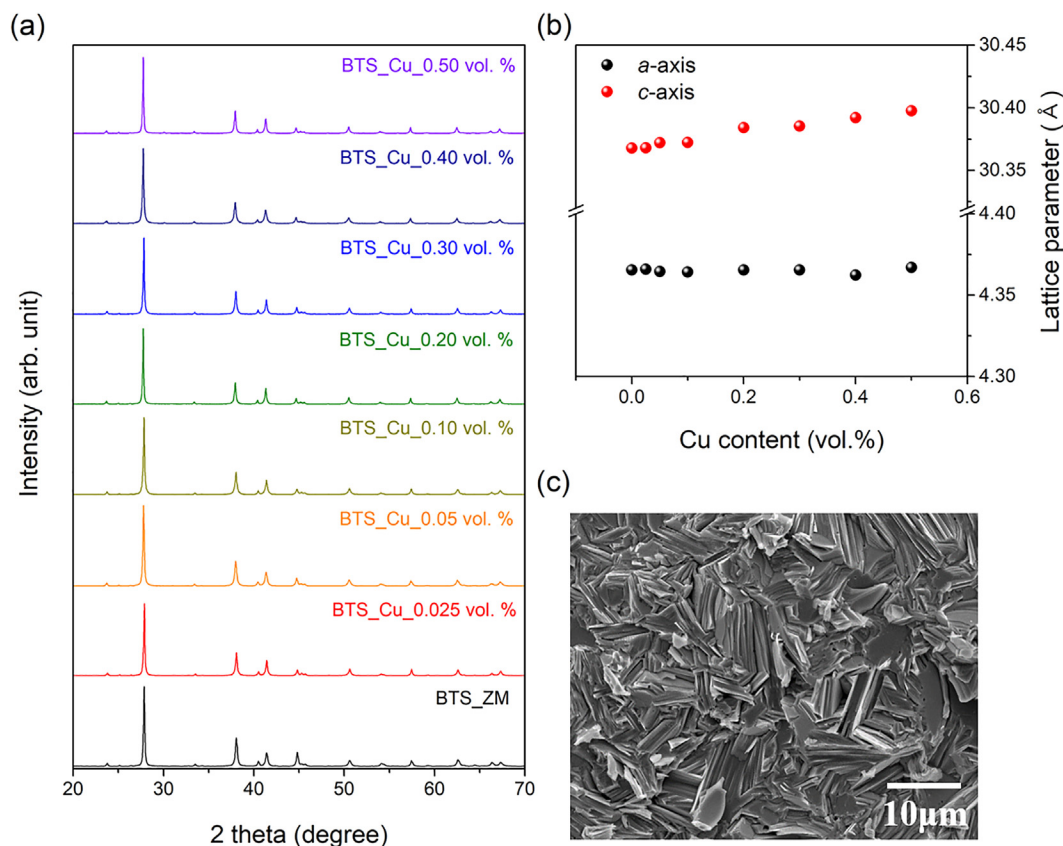 (a)
BTS_Cu_0.50 vol. %
BTS_Cu_0.40 vol. %
BTS_Cu_0.30 vol. %
BTS_Cu_0.20 vol. %
BTS_Cu_0.10 vol. %
BTS_Cu_0.05 vol. %
BTS_Cu_0.025 vol. %
BTS_ZM
Intensity (arb. unit)
20 30 40 50 60 70
2 theta (degree)
(b)
a-axis
c-axis
30.45
30.40
30.35
4.40
4.35
4.30
Lattice parameter ( Å )
0.0 0.2 0.4 0.6
Cu content (vol.%)
(c)
10μm